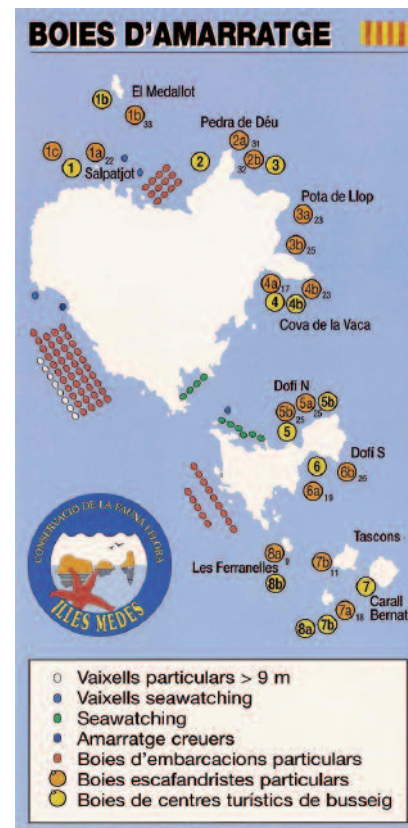 BOIES D'AMARRATGE
El Medallot
1b
1b 33
Pedra de Déu
2a 31
1c
1a 22
2
2b 32
3
1
Salpatjot
Pota de Llop
3a 23
3b 25
4a 17
4b 23
4
4b
Cova de la Vaca
Dofí N
5a 25
5b
5b 25
5
Dofí S
6
6b 26
6a 19
Tascons
8a 9
Les Ferranelles
7b 11
8b
7
Carall
Bernat
7a 18
8a
7b
CONSERVACIÓ DE LA FAUNA I FLORA
ILLES MEDES
Vaixells particulars > 9 m
Vaixells seawatching
Seawatching
Amarratge creuers
Boies d'embarcacions particulars
Boies escafandristes particulars
Boies de centres turístics de busseig